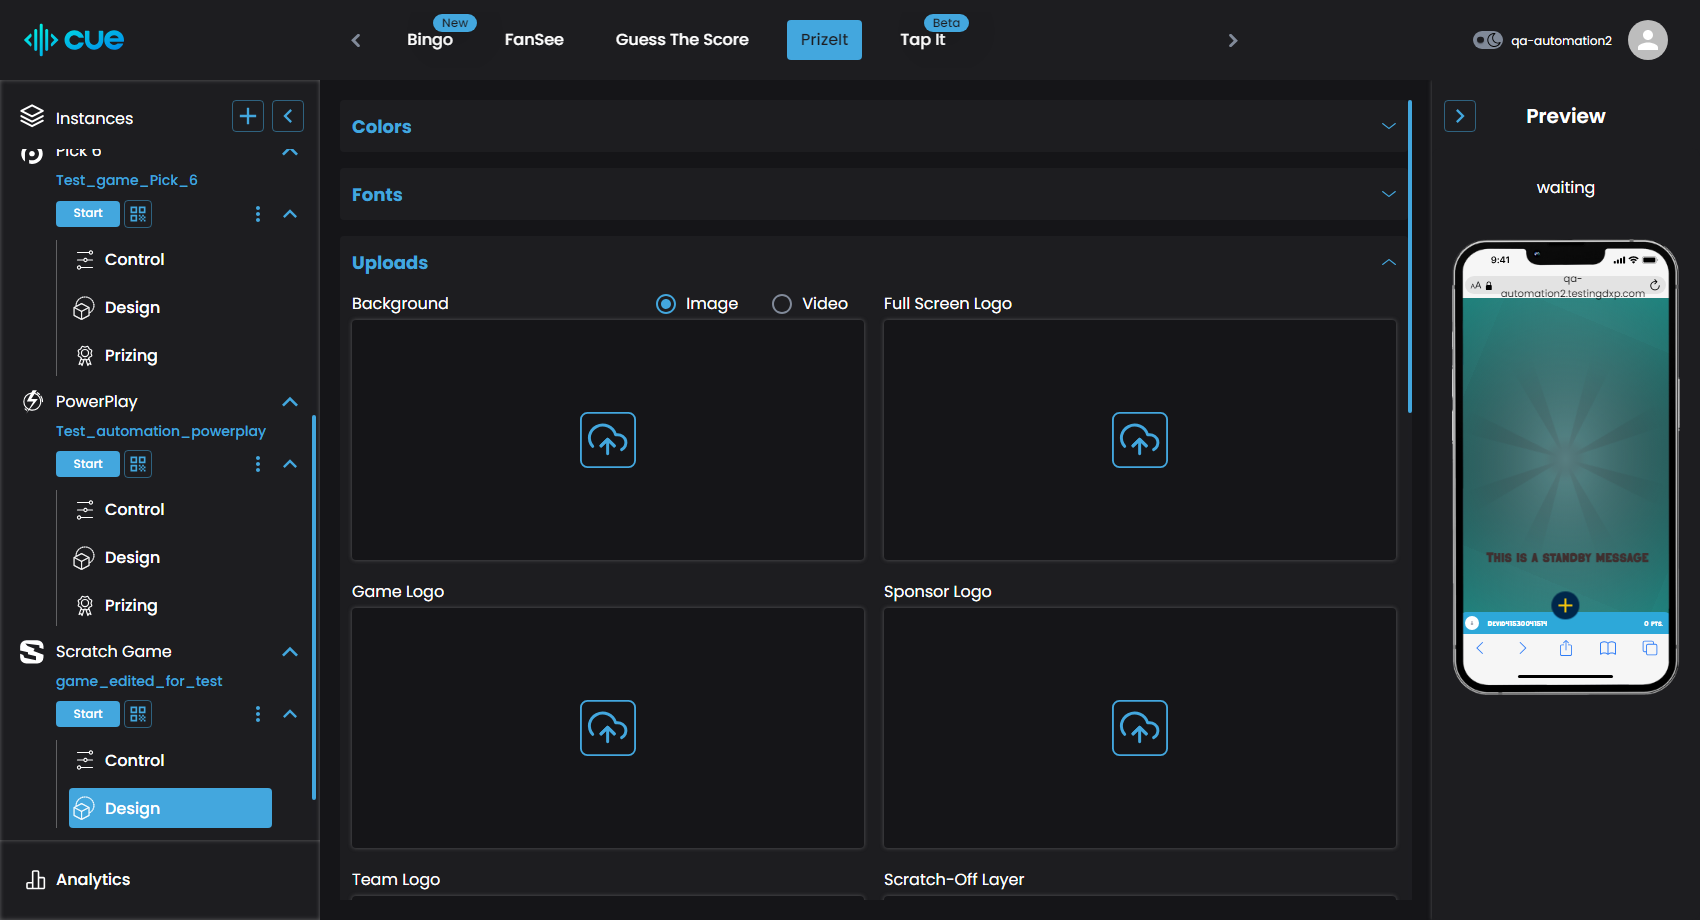 cue
Bingo
New
FanSee
Guess The Score
PrizeIt
Tap It
Beta
qa-automation2
Instances
Pick 6
Test_game_Pick_6
Start
Control
Design
Prizing
PowerPlay
Test_automation_powerplay
Start
Control
Design
Prizing
Scratch Game
game_edited_for_test
Start
Control
Design
Analytics
Colors
Fonts
Uploads
Background
Image
Video
Full Screen Logo
Game Logo
Sponsor Logo
Team Logo
Scratch-Off Layer
Preview
waiting
9:41
AA
qa-
automation2.testingdxp.com
This is a standby message
0 PTS.